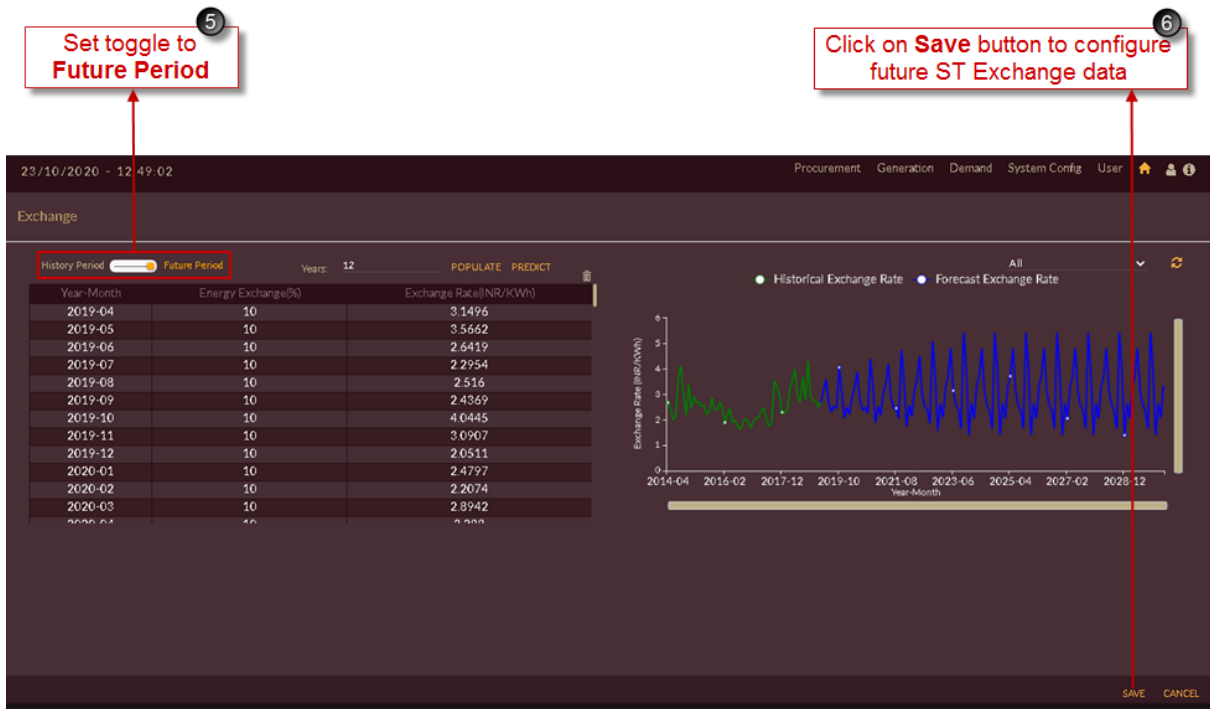 5
Set toggle to
Future Period
6
Click on Save button to configure
future ST Exchange data
23/10/2020 - 12:49:02
Procurement Generation Demand System Config User
Exchange
History Period Future Period Years: 12 POPULATE PREDICT
All
Historical Exchange Rate Forecast Exchange Rate
Year-Month Energy Exchange(%) Exchange Rate(INR/KWh)
2019-04 10 3.1496
2019-05 10 3.5662
2019-06 10 2.6419
2019-07 10 2.2954
2019-08 10 2.516
2019-09 10 2.4369
2019-10 10 4.0445
2019-11 10 3.0907
2019-12 10 2.0511
2020-01 10 2.4797
2020-02 10 2.2074
2020-03 10 2.8942
2020-04 10
Exchange Rate (INR/KWh)
6
5
4
3
2
1
0
2014-04 2016-02 2017-12 2019-10 2021-08 2023-06 2025-04 2027-02 2028-12
Year-Month
SAVE CANCEL